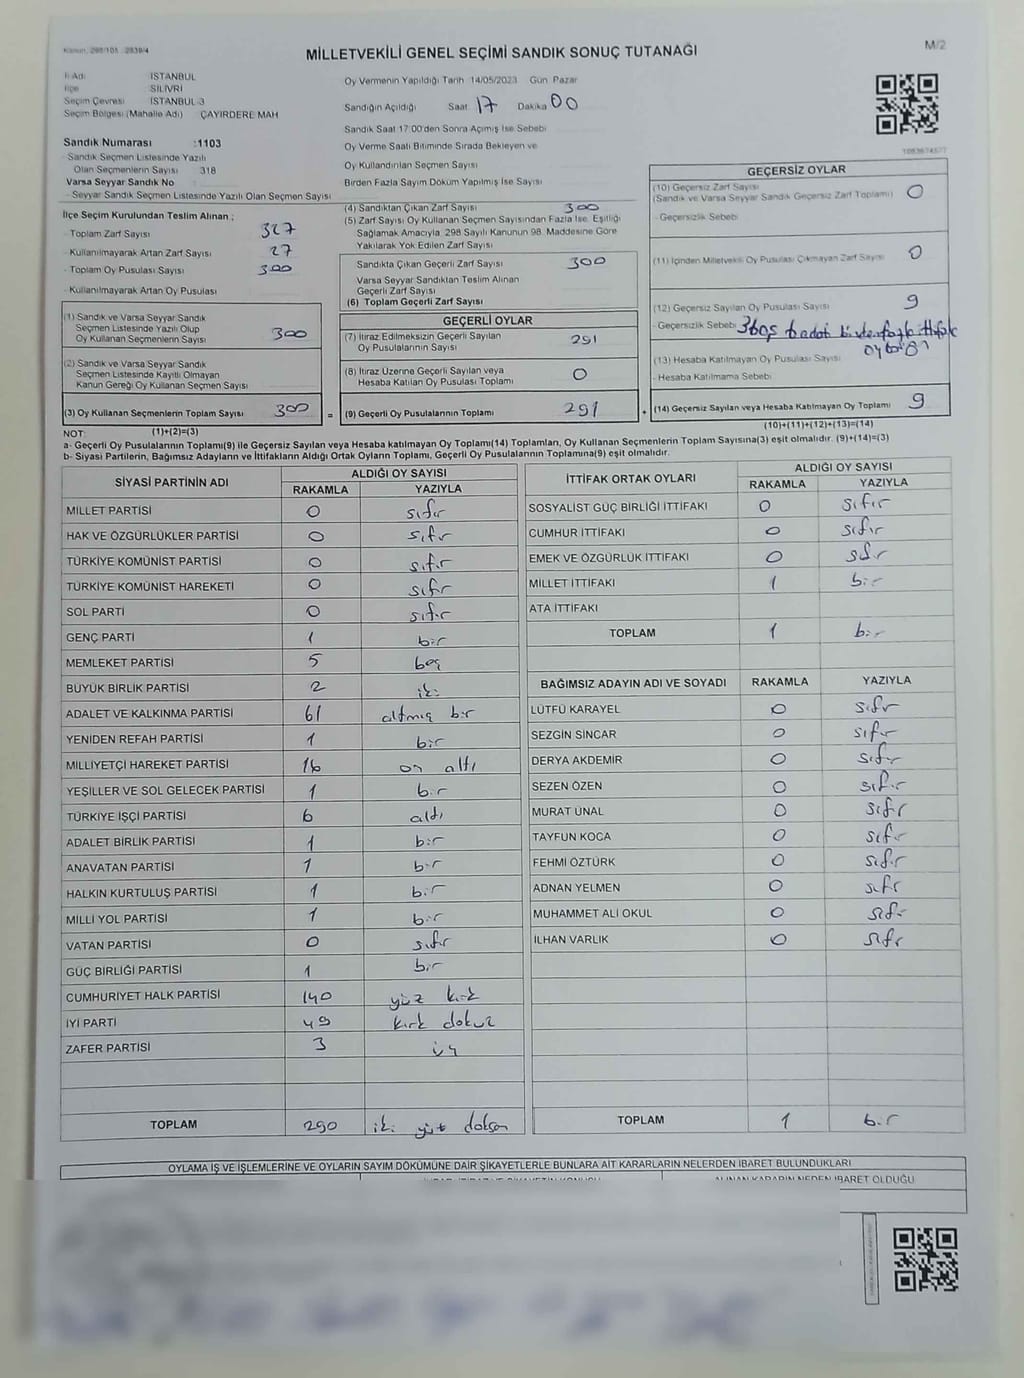 Kanun, 298/105 - 2839/4
MİLLETVEKİLİ GENEL SEÇİMİ SANDIK SONUÇ TUTANAĞI
M/2
İl Adı İSTANBUL
İlçe SİLİVRİ
Seçim Çevresi İSTANBUL-3
Seçim Bölgesi (Mahalle Adı) ÇAYIRDERE MAH
Oy Vermenin Yapıldığı Tarih 14/05/2023 Gün Pazar
Sandığın Açıldığı Saat 17 Dakika 00
Sandık Saat 17:00'den Sonra Açımış İse Sebebi
Oy Verme Saati Bitiminde Sırada Bekleyen ve
Oy Kullandırılan Seçmen Sayısı
Birden Fazla Sayım Döküm Yapılmış İse Sayısı
Sandık Numarası :1103
Sandık Seçmen Listesinde Yazılı
Olan Seçmenlerin Sayısı 318
Varsa Seyyar Sandık No
Seyyar Sandık Seçmen Listesinde Yazılı Olan Seçmen Sayısı
İlçe Seçim Kurulundan Teslim Alınan ;
Toplam Zarf Sayısı 327
Kullanılmayarak Artan Zarf Sayısı 27
Toplam Oy Pusulası Sayısı 300
Kullanılmayarak Artan Oy Pusulası
(1) Sandık ve Varsa Seyyar Sandık
Seçmen Listesinde Yazılı Olup
Oy Kullanan Seçmenlerin Sayısı 300
(2) Sandık ve Varsa Seyyar Sandık
Seçmen Listesinde Kayıtlı Olmayan
Kanun Gereği Oy Kullanan Seçmen Sayısı
(3) Oy Kullanan Seçmenlerin Toplam Sayısı 300
(1)+(2)=(3)
(4) Sandıktan Çıkan Zarf Sayısı 300
(5) Zarf Sayısı Oy Kullanan Seçmen Sayısından Fazla İse, Eşitliği
Sağlamak Amacıyla, 298 Sayılı Kanunun 98. Maddesine Göre
Yakılarak Yok Edilen Zarf Sayısı
Sandıkta Çıkan Geçerli Zarf Sayısı 300
Varsa Seyyar Sandıktan Teslim Alınan
Geçerli Zarf Sayısı
(6) Toplam Geçerli Zarf Sayısı
GEÇERLİ OYLAR
(7) İtiraz Edilmeksizin Geçerli Sayılan
Oy Pusulalarının Sayısı 291
(8) İtiraz Üzerine Geçerli Sayılan veya
Hesaba Katılan Oy Pusulası Toplamı 0
= (9) Geçerli Oy Pusulalarının Toplamı 291
GEÇERSİZ OYLAR
(10) Geçersiz Zarf Sayısı
(Sandık ve Varsa Seyyar Sandık Geçersiz Zarf Toplamı) 0
Geçersizlik Sebebi
(11) İçinden Milletvekili Oy Pusulası Çıkmayan Zarf Sayısı 0
(12) Geçersiz Sayılan Oy Pusulası Sayısı 9
Geçersizlik Sebebi birden fazla ittifak
(13) Hesaba Katılmayan Oy Pusulası Sayısı
Hesaba Katılmama Sebebi
(14) Geçersiz Sayılan veya Hesaba Katılmayan Oy Toplamı 9
(10)+(11)+(12)+(13)=(14)
NOT:
a- Geçerli Oy Pusulalarının Toplamı(9) ile Geçersiz Sayılan veya Hesaba katılmayan Oy Toplamı(14) Toplamları, Oy Kullanan Seçmenlerin Toplam Sayısına(3) eşit olmalıdır. (9)+(14)=(3)
b- Siyasi Partilerin, Bağımsız Adayların ve İttifakların Aldığı Ortak Oyların Toplamı, Geçerli Oy Pusulalarının Toplamına(9) eşit olmalıdır.
SİYASİ PARTİNİN ADI ALDIĞI OY SAYISI
RAKAMLA YAZIYLA
MİLLET PARTİSİ 0 sıfır
HAK VE ÖZGÜRLÜKLER PARTİSİ 0 sıfır
TÜRKİYE KOMÜNİST PARTİSİ 0 sıfır
TÜRKİYE KOMÜNİST HAREKETİ 0 sıfır
SOL PARTİ 0 sıfır
GENÇ PARTİ 1 bir
MEMLEKET PARTİSİ 5 beş
BÜYÜK BİRLİK PARTİSİ 2 iki
ADALET VE KALKINMA PARTİSİ 61 altmış bir
YENİDEN REFAH PARTİSİ 1 bir
MİLLİYETÇİ HAREKET PARTİSİ 16 on altı
YEŞİLLER VE SOL GELECEK PARTİSİ 1 bir
TÜRKİYE İŞÇİ PARTİSİ 6 altı
ADALET BİRLİK PARTİSİ 1 bir
ANAVATAN PARTİSİ 1 bir
HALKIN KURTULUŞ PARTİSİ 1 bir
MİLLİ YOL PARTİSİ 1 bir
VATAN PARTİSİ 0 sıfır
GÜÇ BİRLİĞİ PARTİSİ 1 bir
CUMHURİYET HALK PARTİSİ 140 yüz kırk
İYİ PARTİ 49 kırk dokuz
ZAFER PARTİSİ 3 üç
TOPLAM 290 iki yüz doksan
İTTİFAK ORTAK OYLARI ALDIĞI OY SAYISI
RAKAMLA YAZIYLA
SOSYALİST GÜÇ BİRLİĞİ İTTİFAKI 0 sıfır
CUMHUR İTTİFAKI 0 sıfır
EMEK VE ÖZGÜRLÜK İTTİFAKI 0 sıfır
MİLLET İTTİFAKI 1 bir
ATA İTTİFAKI
TOPLAM 1 bir
BAĞIMSIZ ADAYIN ADI VE SOYADI RAKAMLA YAZIYLA
LÜTFÜ KARAYEL 0 sıfır
SEZGİN SİNCAR 0 sıfır
DERYA AKDEMİR 0 sıfır
SEZEN ÖZEN 0 sıfır
MURAT ÜNAL 0 sıfır
TAYFUN KOCA 0 sıfır
FEHMİ ÖZTÜRK 0 sıfır
ADNAN YELMEN 0 sıfır
MUHAMMET ALİ OKUL 0 sıfır
İLHAN VARLIK 0 sıfır
TOPLAM 1 bir
OYLAMA İŞ VE İŞLEMLERİNE VE OYLARIN SAYIM DÖKÜMÜNE DAİR ŞİKAYETLERLE BUNLARA AİT KARARLARIN NELERDEN İBARET BULUNDUKLARI
ALINAN KARARIN NEDEN İBARET OLDUĞU